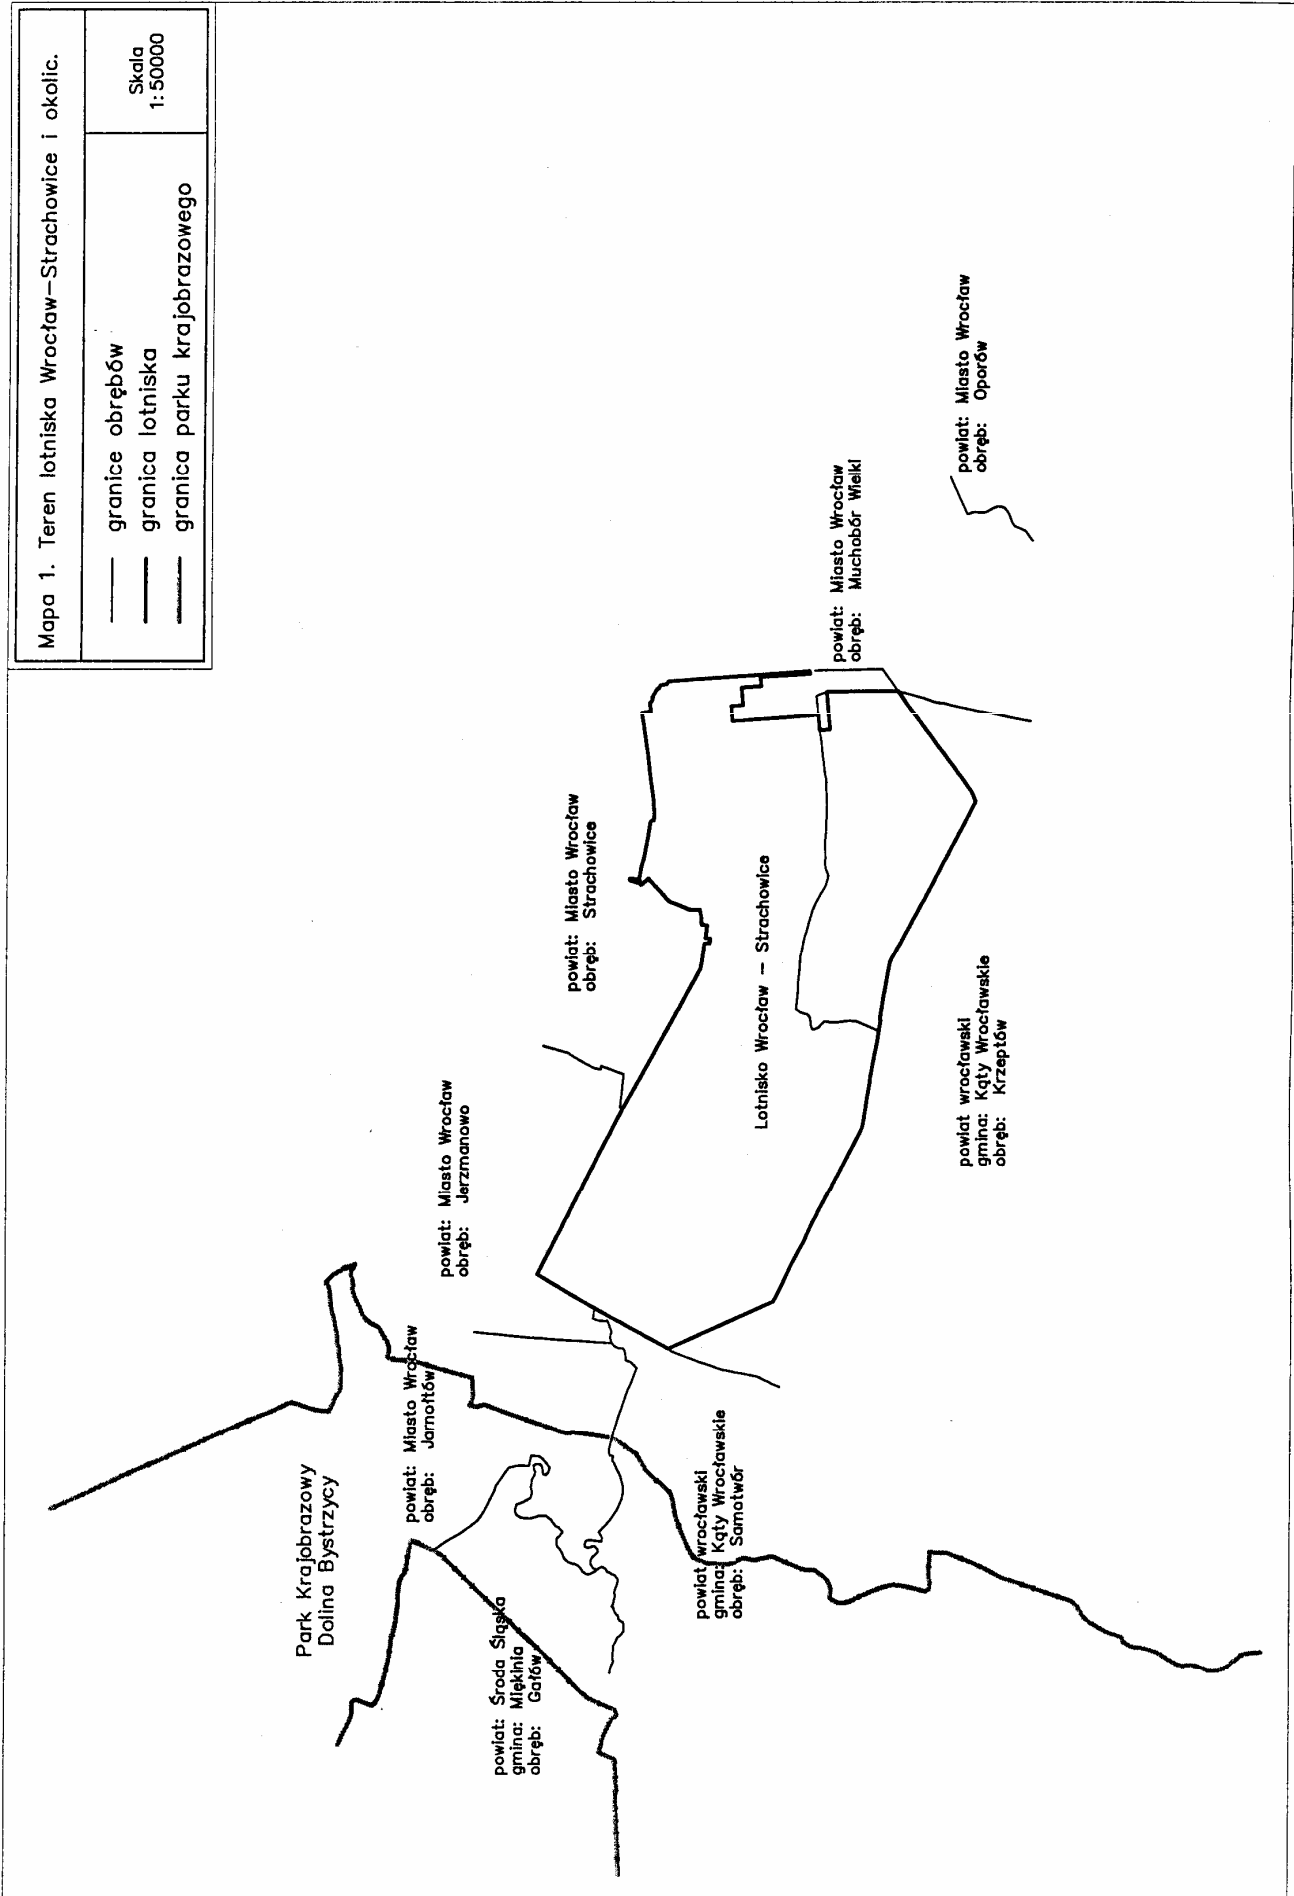 Mapa 1. Teren lotniska Wrocław–Strachowice i okolic.
granice obrębów
granica lotniska
granica parku krajobrazowego
Skala
1:50000
Park Krajobrazowy
Dolina Bystrzycy
powiat: Miasto Wrocław
obręb: Jarnołtów
powiat: Miasto Wrocław
obręb: Jerzmanowo
powiat: Środa Śląska
gmina: Miękinia
obręb: Gałów
powiat: Miasto Wrocław
obręb: Strachowice
powiat: wrocławski
gmina: Kąty Wrocławskie
obręb: Samotwór
Lotnisko Wrocław – Strachowice
powiat: Miasto Wrocław
obręb: Muchobór Wielki
powiat wrocławski
gmina: Kąty Wrocławskie
obręb: Krzeptów
powiat: Miasto Wrocław
obręb: Oporów